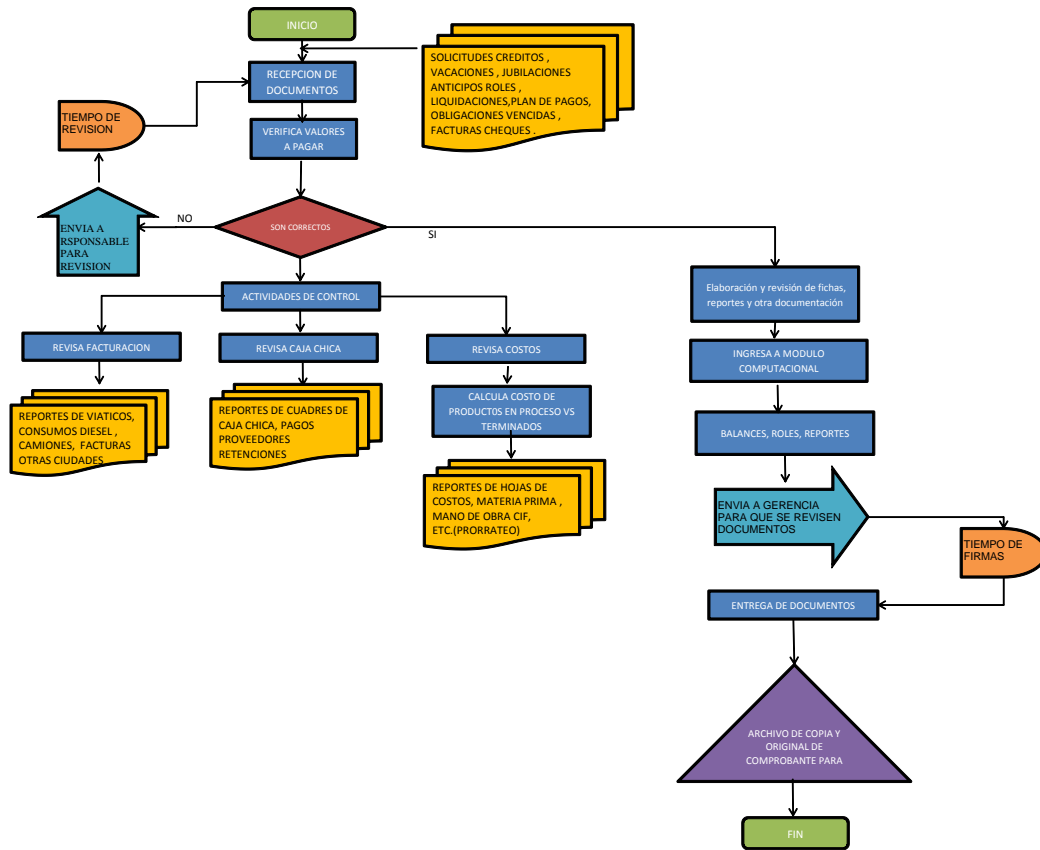 INICIO
SOLICITUDES CREDITOS ,
VACACIONES , JUBILACIONES
ANTICIPOS ROLES ,
LIQUIDACIONES,PLAN DE PAGOS,
OBLIGACIONES VENCIDAS ,
FACTURAS CHEQUES .
RECEPCION DE
DOCUMENTOS
TIEMPO DE
REVISION
VERIFICA VALORES
A PAGAR
NO
SON CORRECTOS
SI
ENVIA A
RSPONSABLE
PARA
REVISION
Elaboración y revisión de fichas,
reportes y otra documentación
ACTIVIDADES DE CONTROL
REVISA FACTURACION
REVISA CAJA CHICA
REVISA COSTOS
INGRESA A MODULO
COMPUTACIONAL
REPORTES DE VIATICOS,
CONSUMOS DIESEL ,
CAMIONES,  FACTURAS
OTRAS CIUDADES
REPORTES DE CUADRES DE
CAJA CHICA, PAGOS
PROVEEDORES
RETENCIONES
CALCULA COSTO DE
PRODUCT0S EN PROCESO VS
TERMINADOS
BALANCES, ROLES, REPORTES
REPORTES DE HOJAS DE
COSTOS, MATERIA PRIMA ,
MANO DE OBRA CIF,
ETC.(PRORRATEO)
ENVIA A GERENCIA
PARA QUE SE REVISEN
DOCUMENTOS
TIEMPO DE
FIRMAS
ENTREGA DE DOCUMENTOS
ARCHIVO DE COPIA Y
ORIGINAL DE
COMPROBANTE PARA
FIN